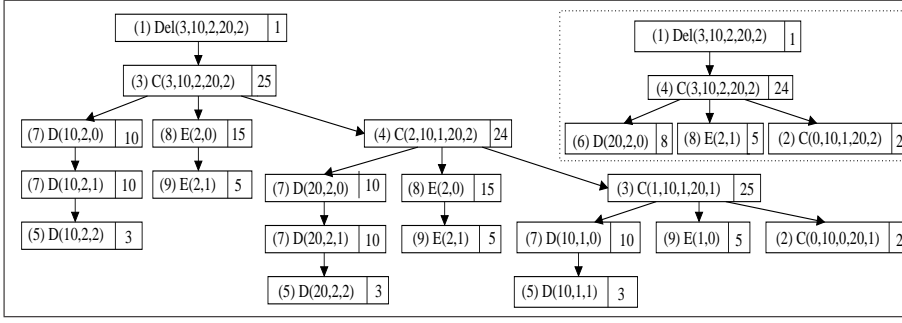 (1) Del(3,10,2,20,2) 1
(1) Del(3,10,2,20,2) 1
(3) C(3,10,2,20,2) 25
(4) C(3,10,2,20,2) 24
(7) D(10,2,0) 10
(8) E(2,0) 15
(4) C(2,10,1,20,2) 24
(6) D(20,2,0) 8
(8) E(2,1) 5
(2) C(0,10,1,20,2) 2
(7) D(10,2,1) 10
(9) E(2,1) 5
(7) D(20,2,0) 10
(8) E(2,0) 15
(3) C(1,10,1,20,1) 25
(5) D(10,2,2) 3
(7) D(20,2,1) 10
(9) E(2,1) 5
(7) D(10,1,0) 10
(9) E(1,0) 5
(2) C(0,10,0,20,1) 2
(5) D(20,2,2) 3
(5) D(10,1,1) 3